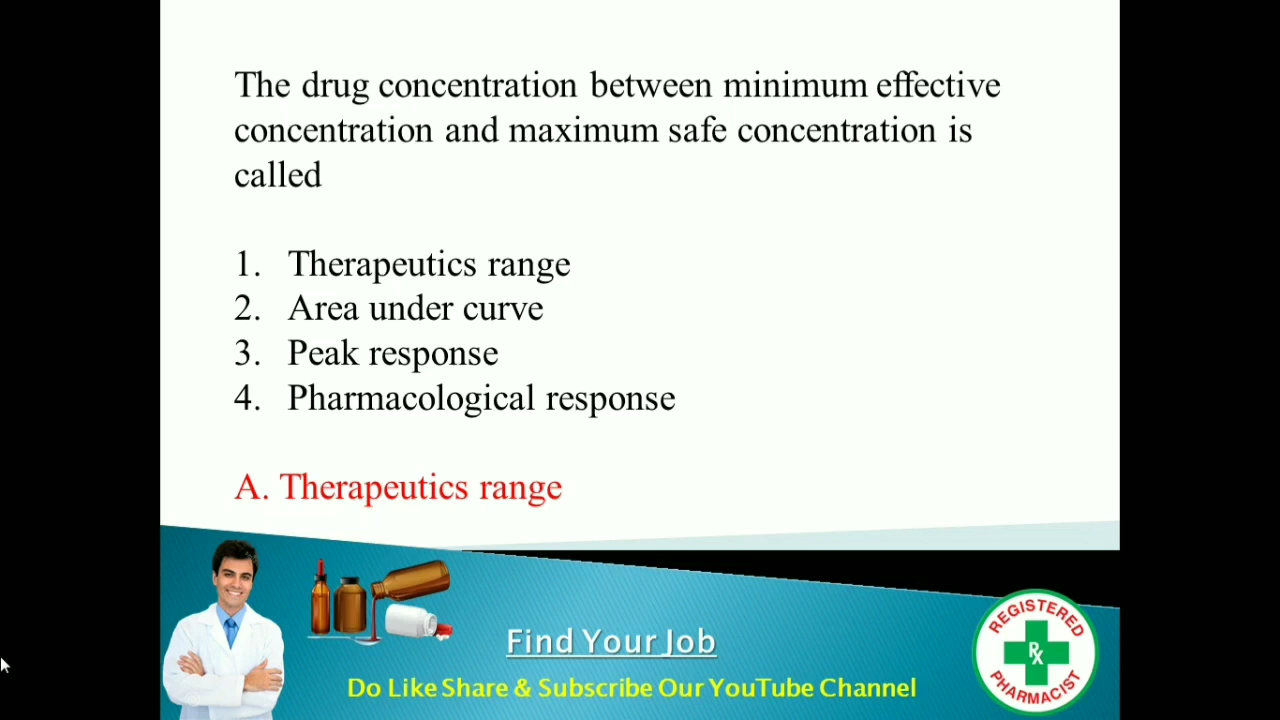 The drug concentration between minimum effective
concentration and maximum safe concentration is
called
1. Therapeutics range
2. Area under curve
3. Peak response
4. Pharmacological response
A. Therapeutics range
Find Your Job
Do Like Share & Subscribe Our YouTube Channel
REGISTERED
Rx
PHARMACIST